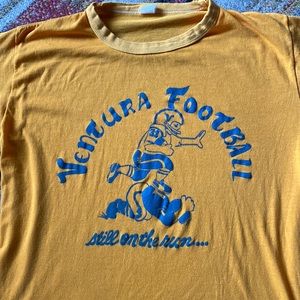 VENTURA FOOTBALL
still on the run....